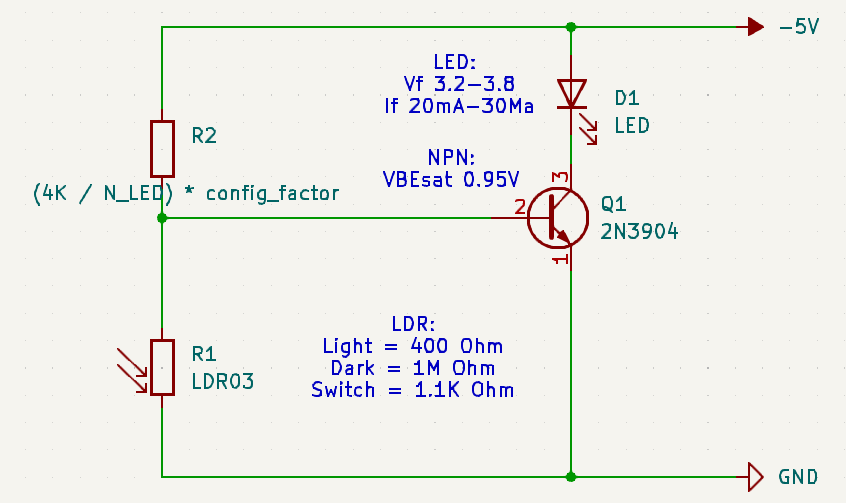 -5V
LED:
Vf 3.2-3.8
If 20mA-30Ma
D1
LED
R2
NPN:
VBEsat 0.95V
3
(4K / N_LED) * config_factor
2
Q1
2N3904
1
LDR:
Light = 400 Ohm
Dark = 1M Ohm
Switch = 1.1K Ohm
R1
LDR03
GND